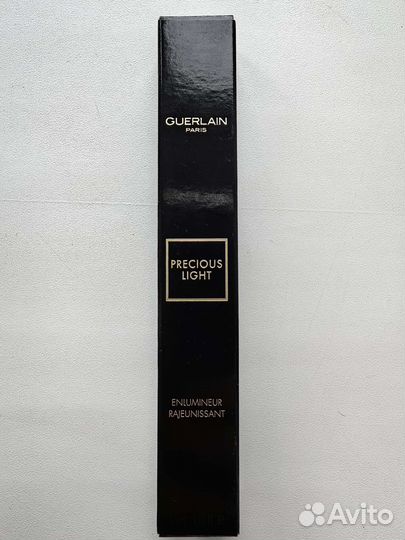 GUERLAIN
PARIS
PRECIOUS
LIGHT
ENLUMINEUR
RAJEUNISSANT
Avito